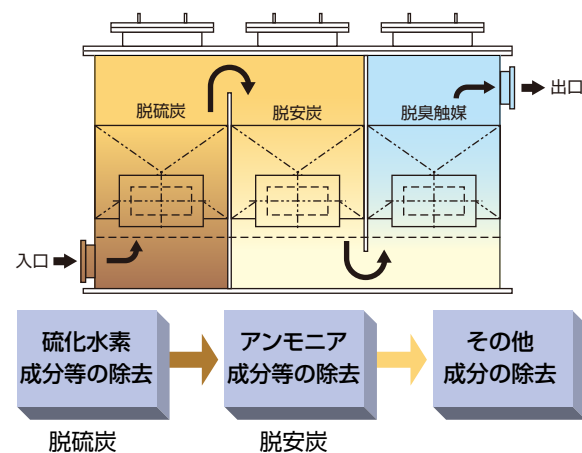 脱硫炭
脱安炭
脱臭触媒
出口
入口
硫化水素
成分等の除去
アンモニア
成分等の除去
その他
成分の除去
脱硫炭
脱安炭